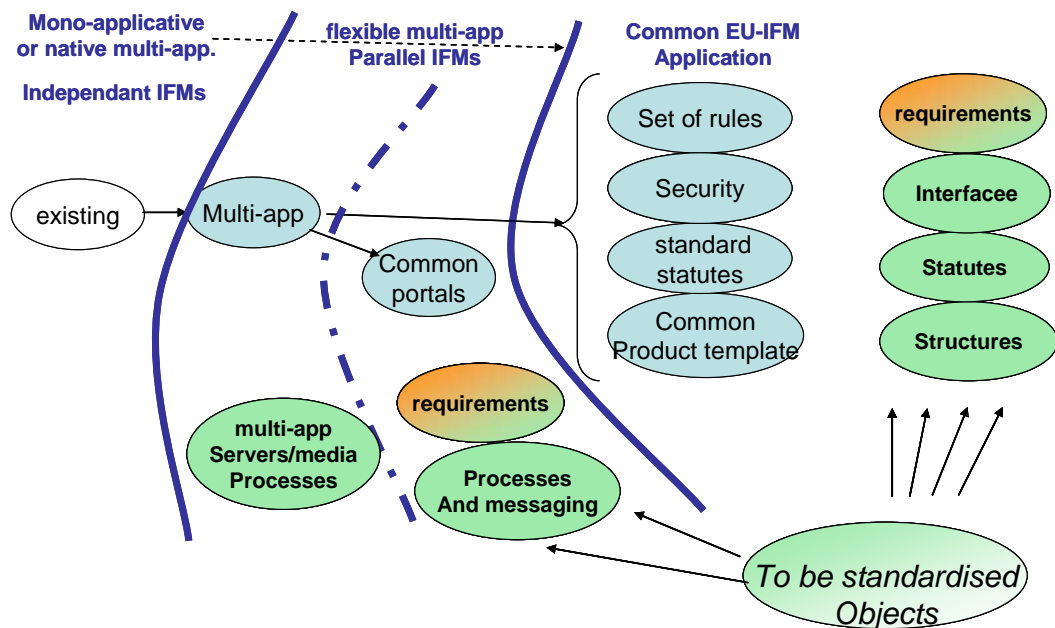 Mono-applicative
or native multi-app.
Independant IFMs
flexible multi-app
Parallel IFMs
Common EU-IFM
Application
existing
Multi-app
Common
portals
Set of rules
Security
standard
statutes
Common
Product template
requirements
Interfacee
Statutes
Structures
multi-app
Servers/media
Processes
requirements
Processes
And messaging
To be standardised
Objects